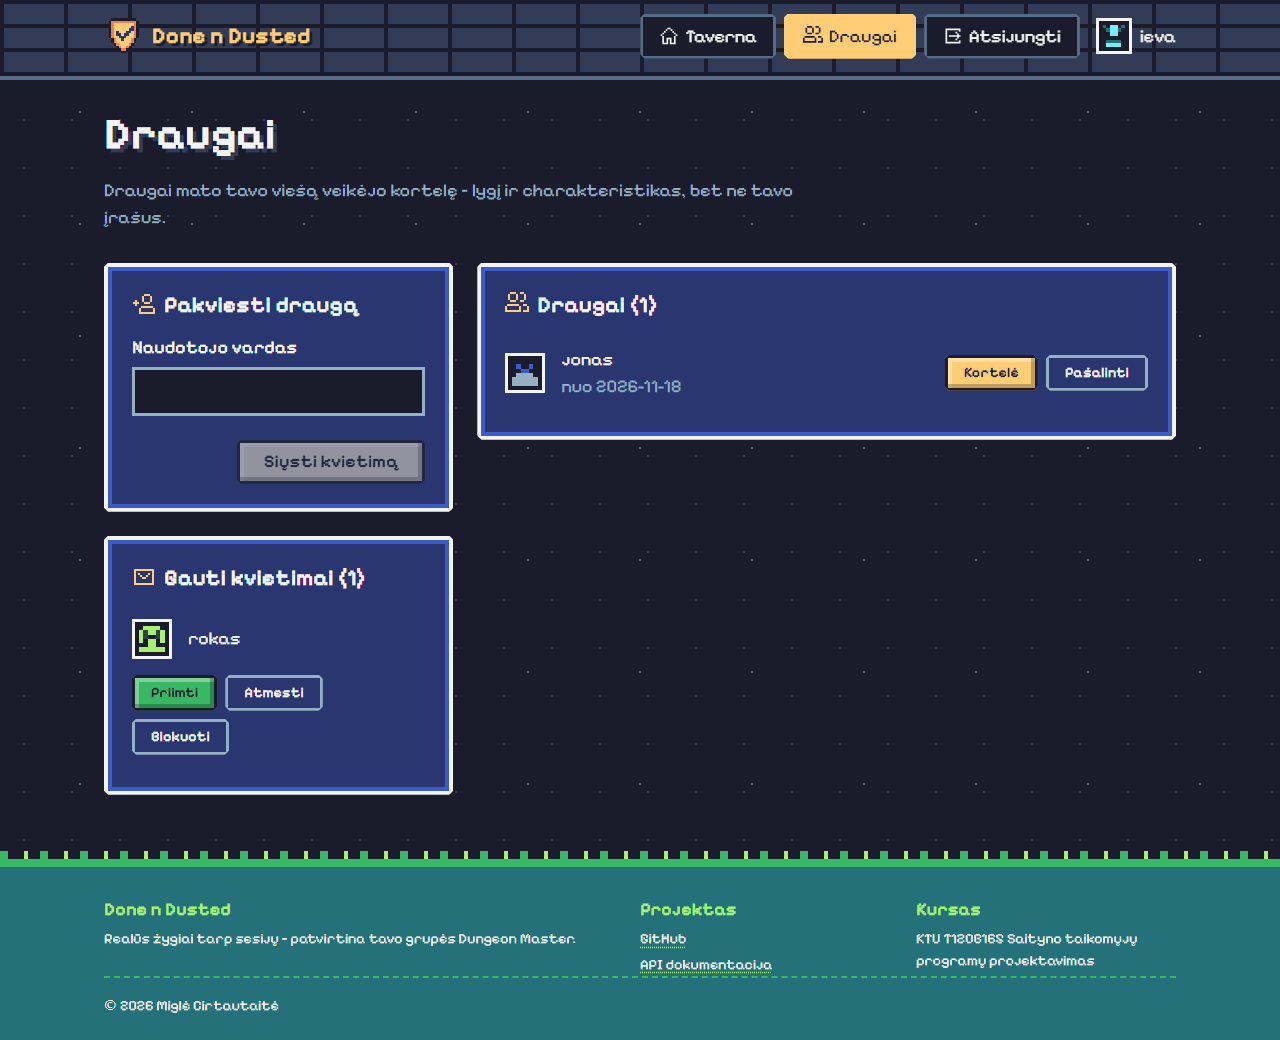 Done n Dusted
Taverna
Draugai
Atsijungti
ieva
Draugai
Draugai mato tavo viešą veikėjo kortelę - lygį ir charakteristikas, bet ne tavo
įrašus.
Pakviesti draugą
Naudotojo vardas
Siųsti kvietimą
Draugai (1)
jonas
nuo 2026-11-18
Kortelė
Pašalinti
Gauti kvietimai (1)
rokas
Priimti
Atmesti
Blokuoti
Done n Dusted
Realūs žygiai tarp sesijų - patvirtina tavo grupės Dungeon Master.
Projektas
GitHub
API dokumentacija
Kursas
KTU T120B165 Saityno taikomųjų
programų projektavimas
© 2026 Miglė Cirtautaitė